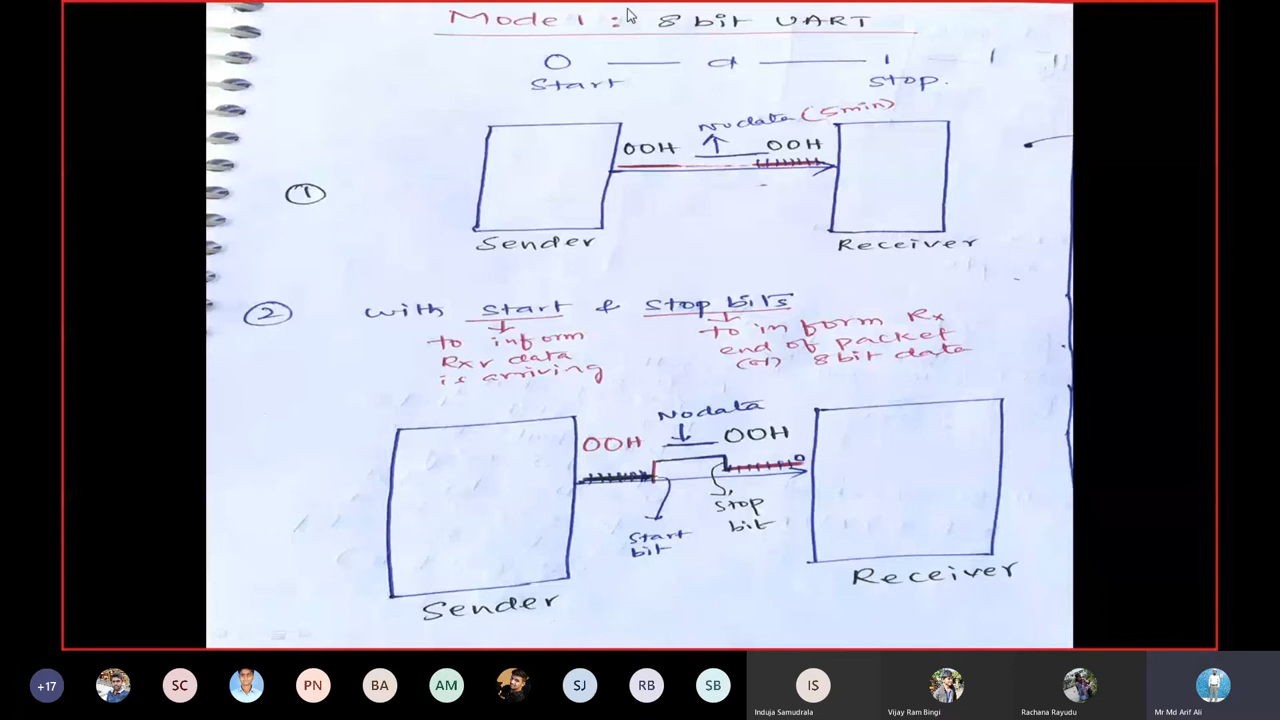 Mode 1 : 8 bit UART
0 — d — 1
Start stop.
No data (5min)
00H 00H
1
Sender Receiver
2 with start & stop bits
to inform Rxr data is arriving
to inform Rx end of packet (or) 8 bit data
No data
00H 00H
Start bit
Stop bit
Sender Receiver
+17 SC PN BA AM SJ RB SB IS
Induja Samudrala Vijay Ram Bingi Rachana Rayudu Mr Md Arif Ali